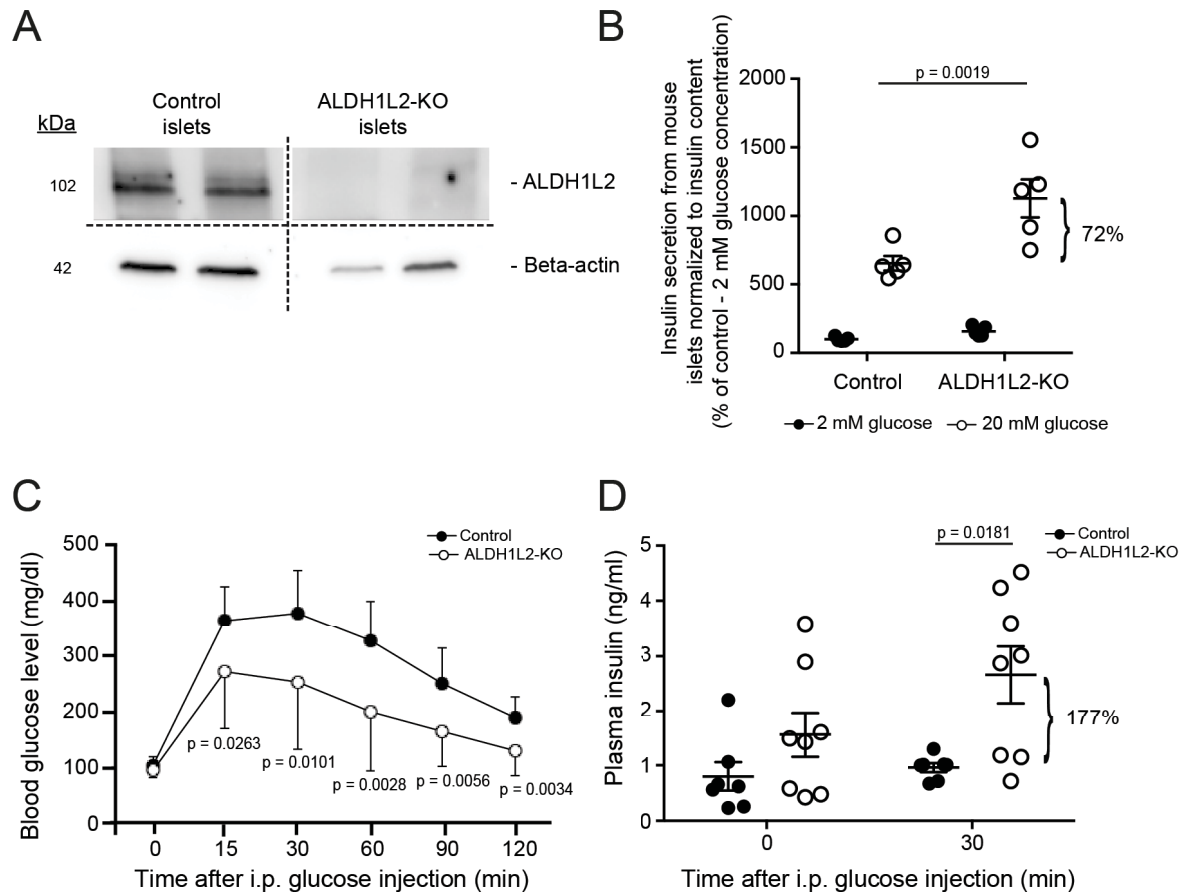 A
kDa
Control
islets
ALDH1L2-KO
islets
102
- ALDH1L2
42
- Beta-actin
B
Insulin secretion from mouse
islets normalized to insulin content
(% of control - 2 mM glucose concentration)
2000
1500
1000
500
0
p = 0.0019
72%
Control
ALDH1L2-KO
2 mM glucose
20 mM glucose
C
Control
ALDH1L2-KO
Blood glucose level (mg/dl)
500
400
300
200
100
0
p = 0.0263
p = 0.0101
p = 0.0028
p = 0.0056
p = 0.0034
0 15 30 60 90 120
Time after i.p. glucose injection (min)
D
Control
ALDH1L2-KO
p = 0.0181
Plasma insulin (ng/ml)
5
4
3
2
1
0
177%
0 30
Time after i.p. glucose injection (min)